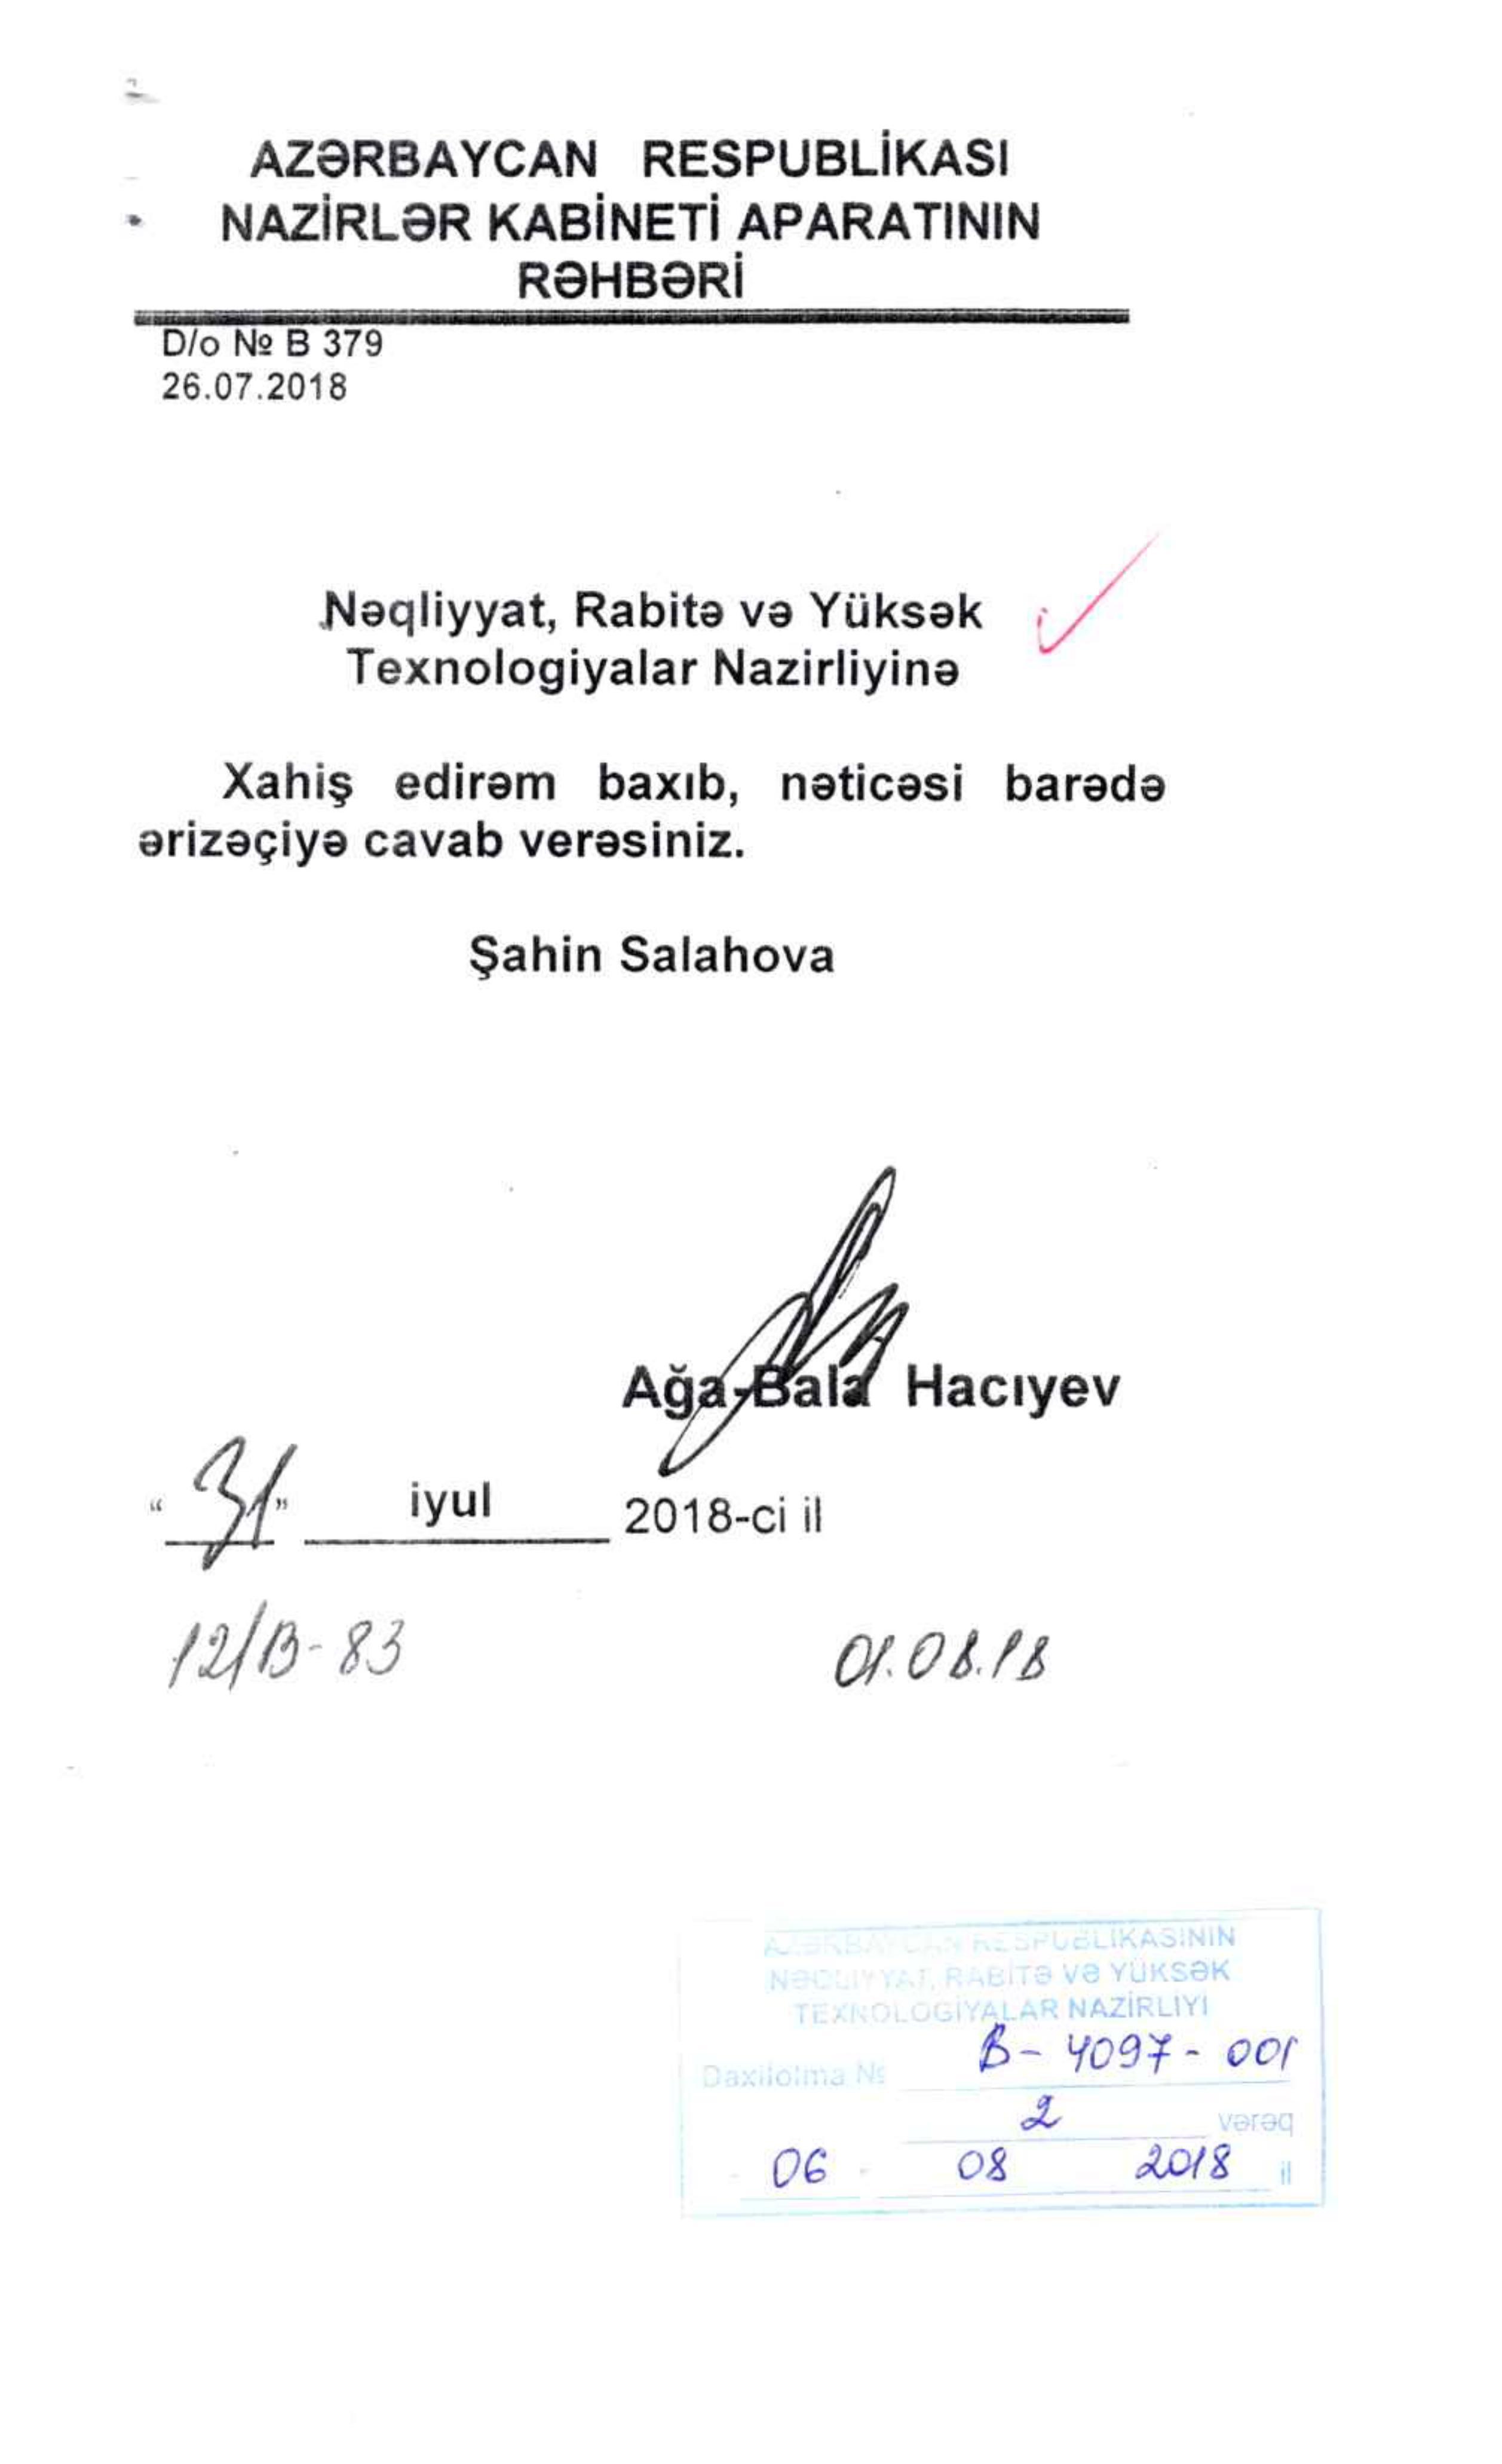 AZƏRBAYCAN RESPUBLİKASI
NAZİRLƏR KABİNETİ APARATININ
RƏHBƏRİ
D/o № B 379
26.07.2018
Nəqliyyat, Rabitə və Yüksək
Texnologiyalar Nazirliyinə
Xahiş edirəm baxıb, nəticəsi barədə
ərizəçiyə cavab verəsiniz.
Şahin Salahova
Ağa-Bala Hacıyev
“31” iyul 2018-ci il
12/B-83 01.08.18
AZƏRBAYCAN RESPUBLİKASININ
NƏQLİYYAT, RABİTƏ VƏ YÜKSƏK
TEXNOLOGİYALAR NAZİRLİYİ
Daxilolma № B-4097-001
2 vərəq
06 08 2018 il